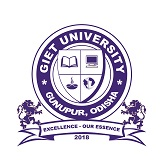 GIET UNIVERSITY
GUNUPUR, ODISHA
EXCELLENCE - OUR ESSENCE
2018